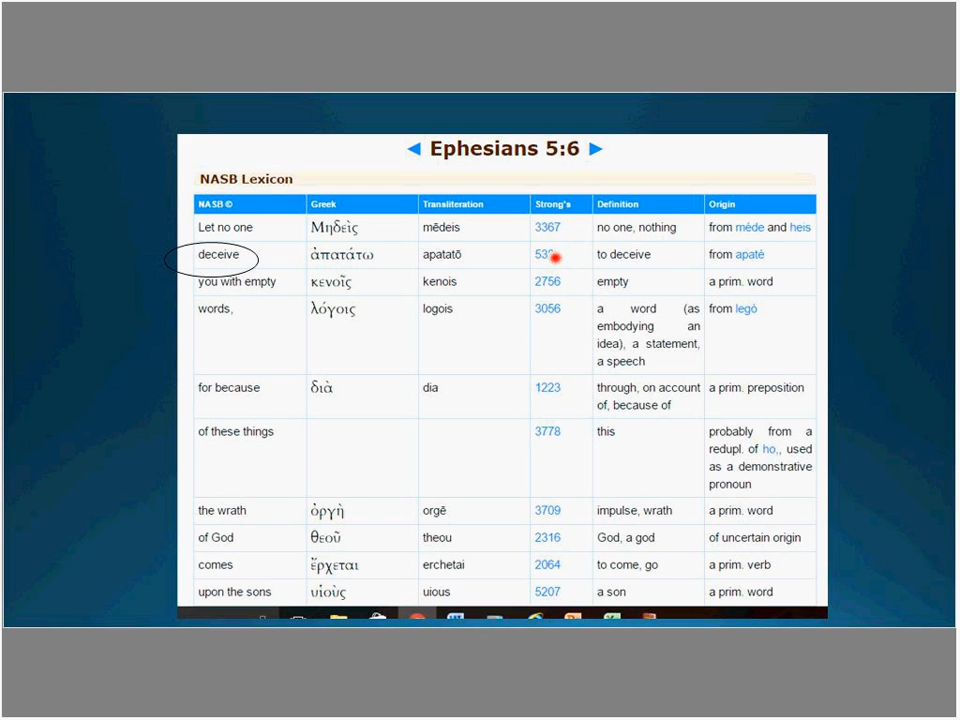 ◄ Ephesians 5:6 ►
NASB Lexicon
NASB © Greek Transliteration Strong's Definition Origin
Let no one Μηδεὶς mēdeis 3367 no one, nothing from méde and heis
deceive ἀπατάτω apatatō to deceive from apaté
you with empty κενοῖς kenois 2756 empty a prim. word
words, λόγοις logois 3056 a word (as from legó
embodying an
idea), a statement,
a speech
for because διὰ dia 1223 through, on account a prim. preposition
of, because of
of these things 3778 this probably from a
redupl. of ho,, used
as a demonstrative
pronoun
the wrath ὀργὴ orgē 3709 impulse, wrath a prim. word
of God θεοῦ theou 2316 God, a god of uncertain origin
comes ἔρχεται erchetai 2064 to come, go a prim. verb
upon the sons υἱοὺς uious 5207 a son a prim. word